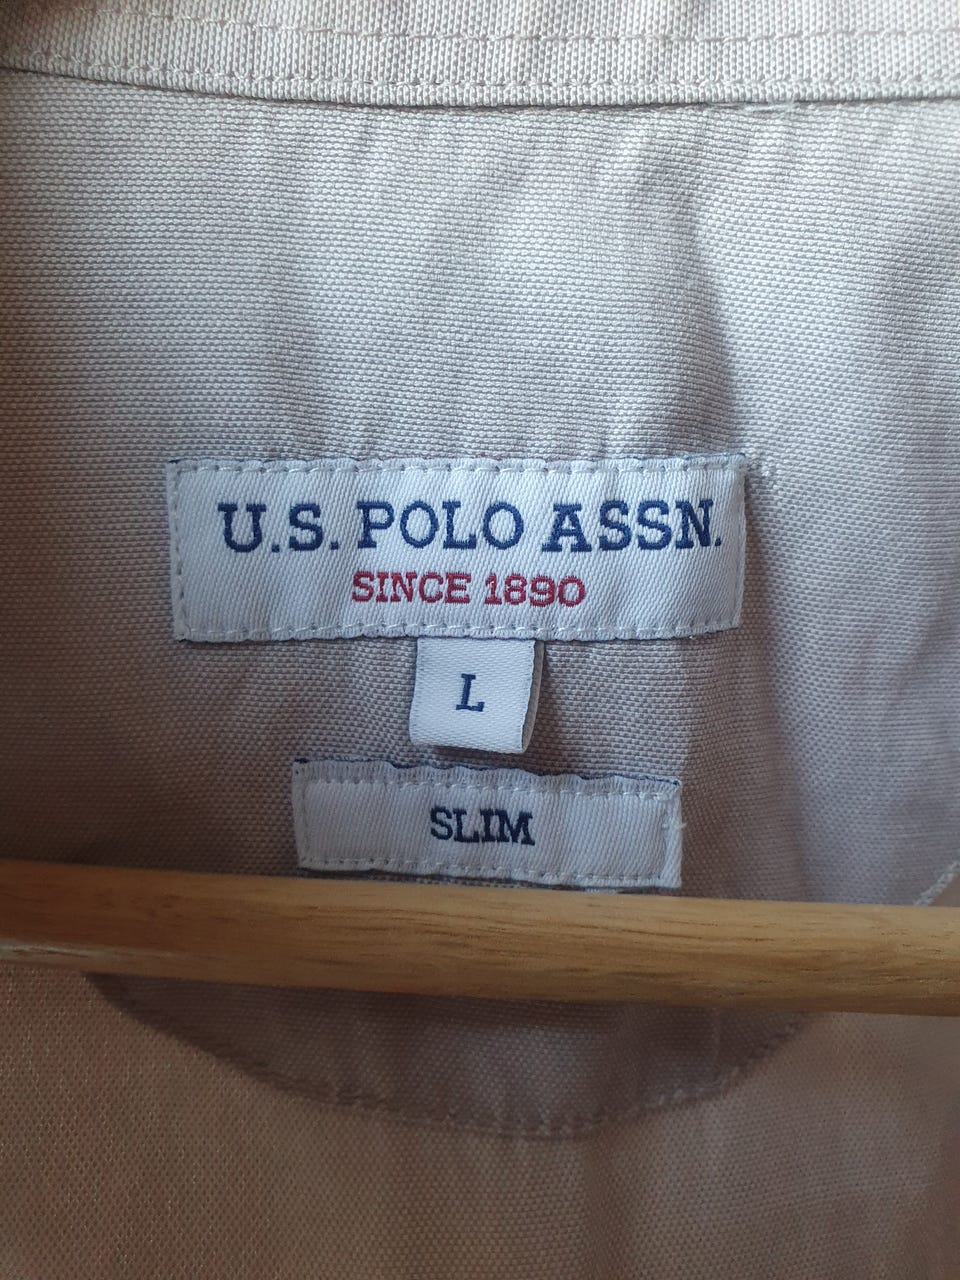 U.S. POLO ASSN.
SINCE 1890
L
SLIM